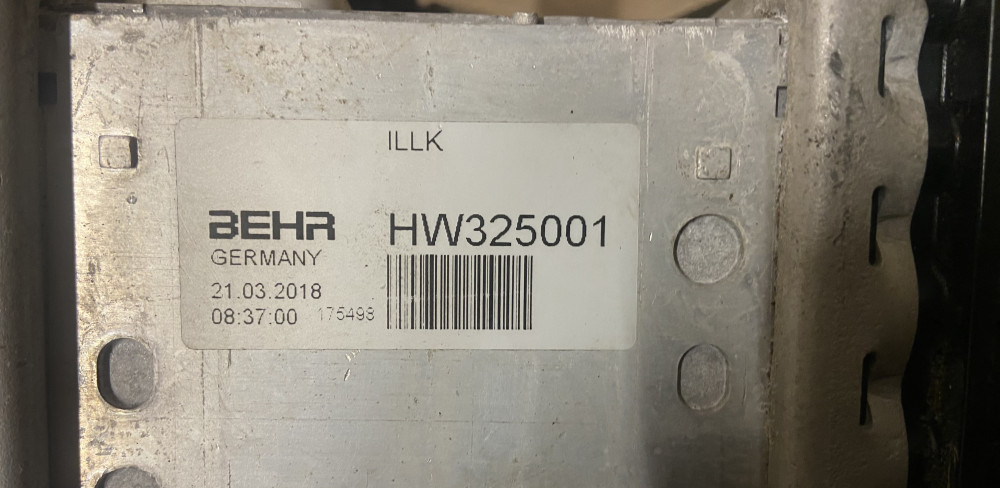 ILLK
BEHR
HW325001
GERMANY
21.03.2018
08:37:00 175498